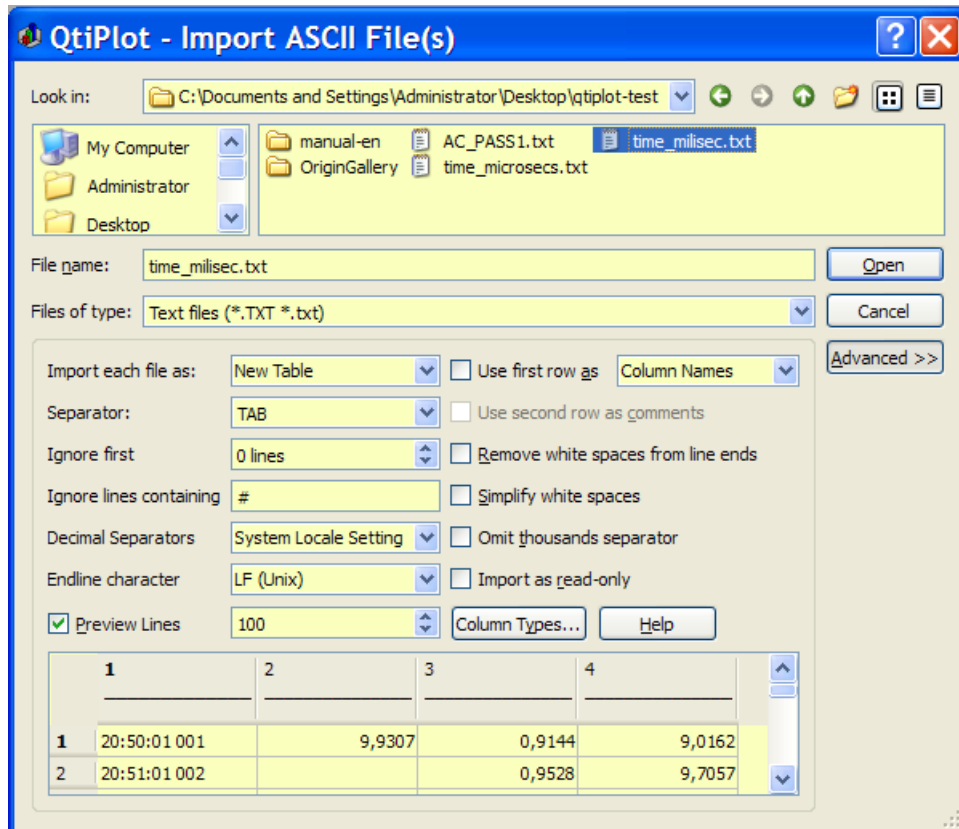 QtiPlot - Import ASCII File(s)
Look in: C:\Documents and Settings\Administrator\Desktop\qtiplot-test
My Computer
Administrator
Desktop
manual-en AC_PASS1.txt time_milisec.txt
OriginGallery time_microsecs.txt
File name: time_milisec.txt Open
Files of type: Text files (*.TXT *.txt) Cancel
Advanced >>
Import each file as: New Table Use first row as Column Names
Separator: TAB Use second row as comments
Ignore first 0 lines Remove white spaces from line ends
Ignore lines containing # Simplify white spaces
Decimal Separators System Locale Setting Omit thousands separator
Endline character LF (Unix) Import as read-only
Preview Lines 100 Column Types... Help
1 2 3 4
1 20:50:01 001 9,9307 0,9144 9,0162
2 20:51:01 002 0,9528 9,7057